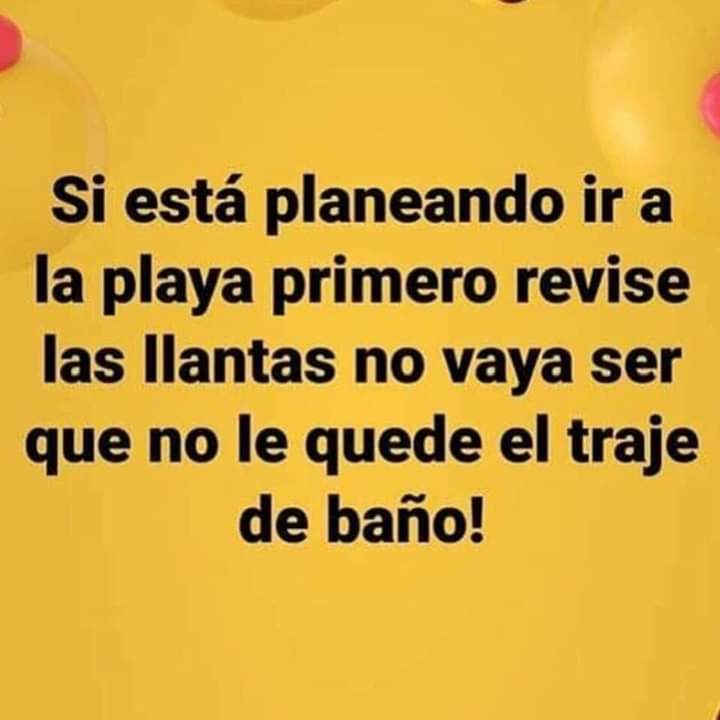 Si está planeando ir a
la playa primero revise
las llantas no vaya ser
que no le quede el traje
de baño!